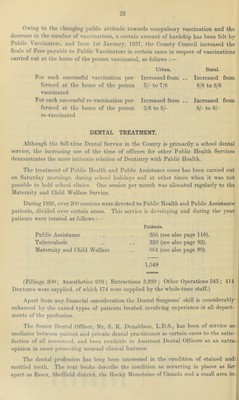 22
Owing to the changing public attitude towards compulsory vaccination and the
decrease in the number of vaccinations, a certain amount of hardship has been felt by
Public Vaccinators, and from 1st January, 1937, the County Council increased the
Scale of Fees payable to Public Vaccinators in certain cases in respect of vaccinations
carried out at the home of the person vaccinated, as follows :—
Urban. Rural.
For each successful vaccination per- Increased from .. Increased from
formed at the home of the person 5/- to 7/6 6/6 to 8/6
vaccinated
For each successful re-vaccination per- Increased from .. Increased from
formed at the home of the person 3/6 to 5/- 5/- to 6/-
re-vaccinated
DENTAL TREATMENT.
Although the full-time Dental Service in the County is primarily a school dental
service, the increasing use of the time of officers for other Public Health Services
demonstrates the more intimate relation of Dentistry with Public Health.
The treatment of Public Health and Public Assistance cases has been carried out
on Saturday mornings, during school holidays and at other times when it was not
possible to hold school clinics. One session per month was allocated regularly to the
Maternity and Child Welfare Service.
During 1936, over 200 sessions were devoted to Public Health and Public Assistance
patients, divided over certain areas. This service is developing and during the year
patients were treated as follows :—
Patients.
Public Assistance .. .. 356 (see also page 110).
Tuberculosis .. .. 328 (see also page 92).
Maternity and Child Welfare .. 864 (see also page 80).
1,548
(Fillings 300 ; Anæsthetics 976 ; Extractions 3,399 ; Other Operations 645 ; 414
Dentures were supplied, of which 171 were supplied by the whole-time staff.)
Apart from any financial consideration the Dental Surgeons' skill is considerably
enhanced by the varied types of patients treated involving experience in all depart-
ments of the profession.
The Senior Dental Officer, Mr. S. K. Donaldson, L.D.S., has been of service as
mediator between patient and private dental practitioner in certain cases to the satis-
faction of all concerned, and been available to Assistant Dental Officers as an extra
opinion in cases presenting unusual clinical features.
The dental profession has long been interested in the condition of stained and
mottled teeth. The text books describe the condition as occurring in places as far
apart as Essex, Sheffield district, the Rocky Mountains of Canada and a small area in